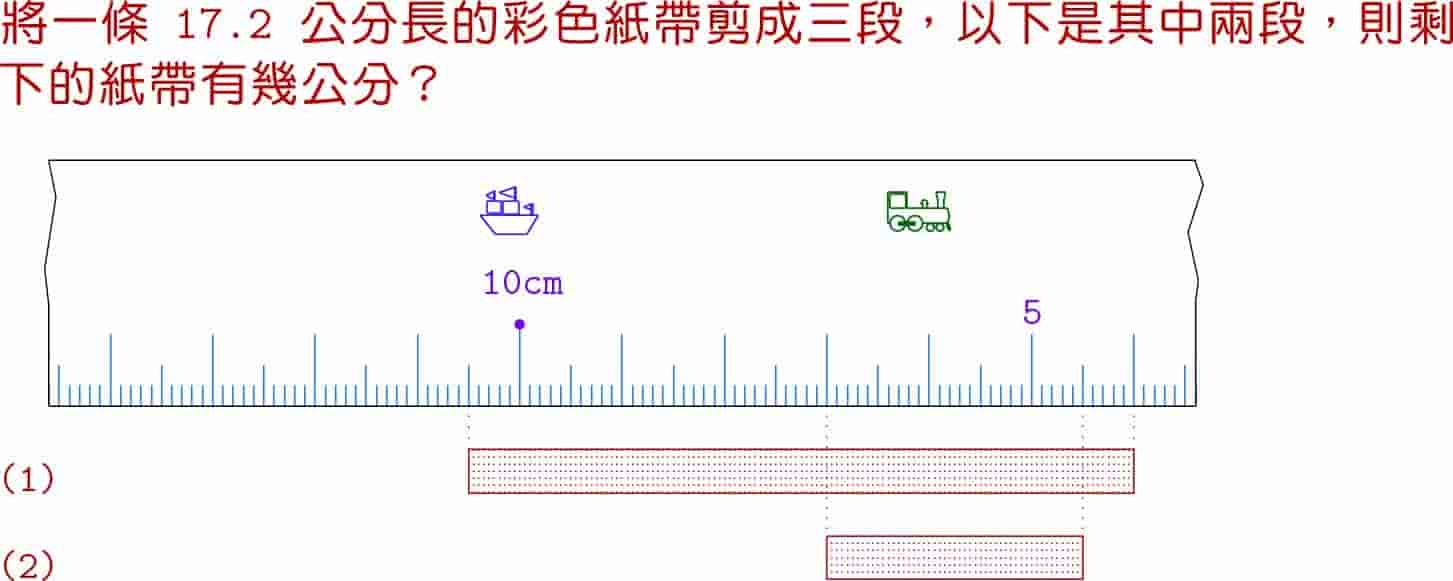 將一條 17.2 公分長的彩色紙帶剪成三段，以下是其中兩段，則剩
下的紙帶有幾公分？
10cm
5
(1)
(2)